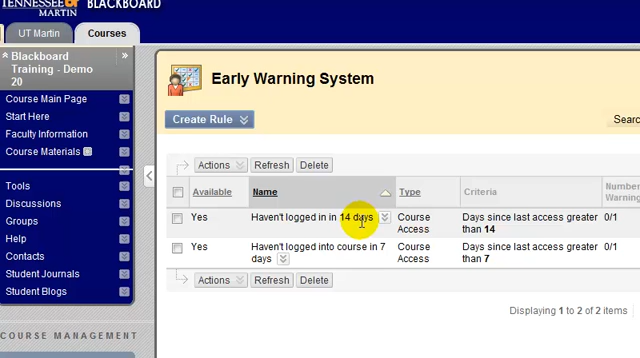 TENNESSEE
MARTIN
BLACKBOARD
UT Martin
Courses
Blackboard
Training - Demo
20
Course Main Page
Start Here
Faculty Information
Course Materials
Tools
Discussions
Groups
Help
Contacts
Student Journals
Student Blogs
COURSE MANAGEMENT
Early Warning System
Create Rule
Searc
Actions Refresh Delete
Available Name Type Criteria Number
Warning
Yes Haven't logged in in 14 days Course Days since last access greater 0/1
Access than 14
Yes Haven't logged into course in 7 Course Days since last access greater 0/1
days Access than 7
Actions Refresh Delete
Displaying 1 to 2 of 2 items